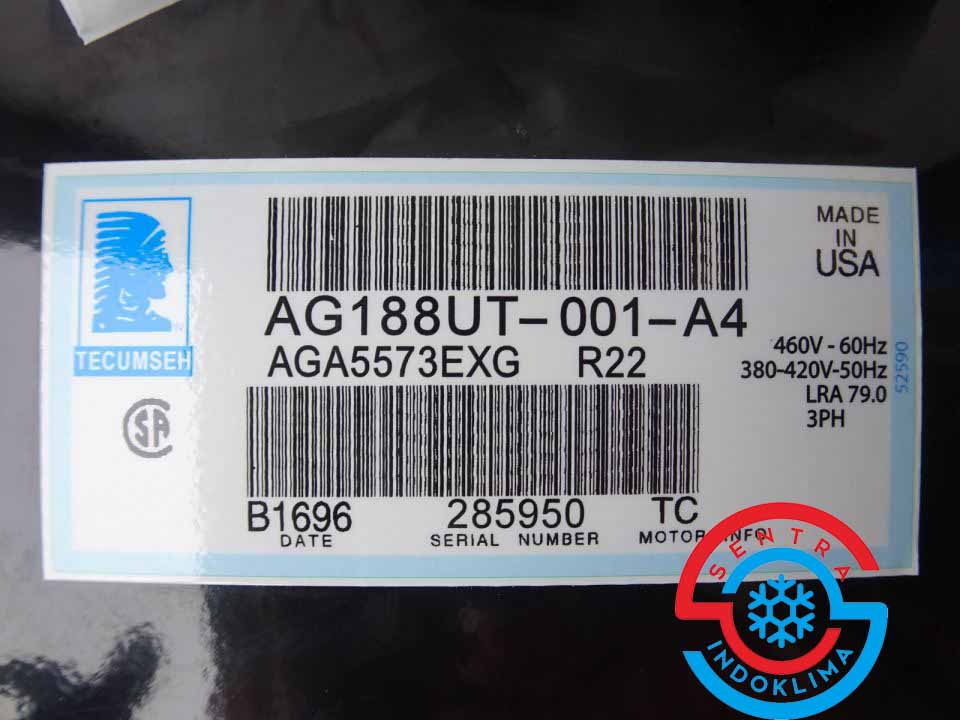 MADE
IN
USA
AG188UT-001-A4
TECUMSEH
AGA5573EXG R22
460V - 60Hz
380-420V-50Hz
LRA 79.0
3PH
52590
SA
B1696 285950 TC
DATE SERIAL NUMBER MOTOR INFO
SENTRA
INDOKLIMA